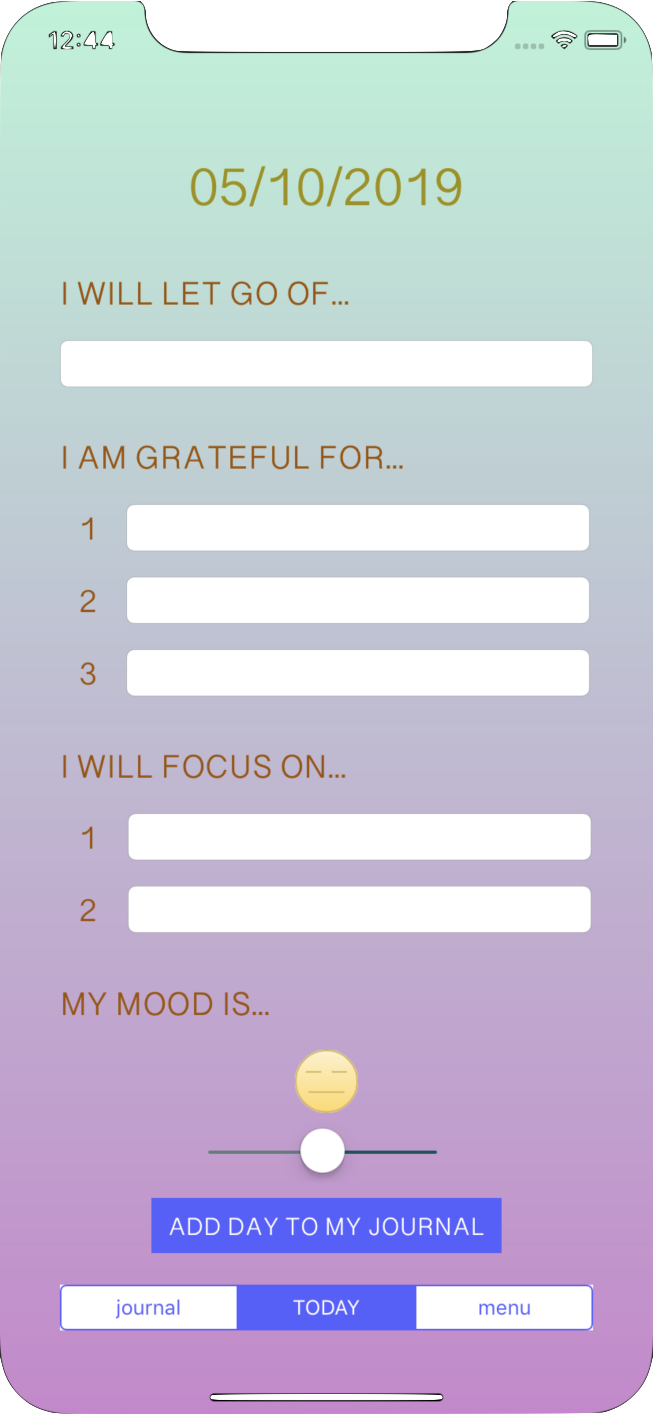 12:44
05/10/2019
I WILL LET GO OF...
I AM GRATEFUL FOR...
1
2
3
I WILL FOCUS ON...
1
2
MY MOOD IS...
ADD DAY TO MY JOURNAL
journal TODAY menu